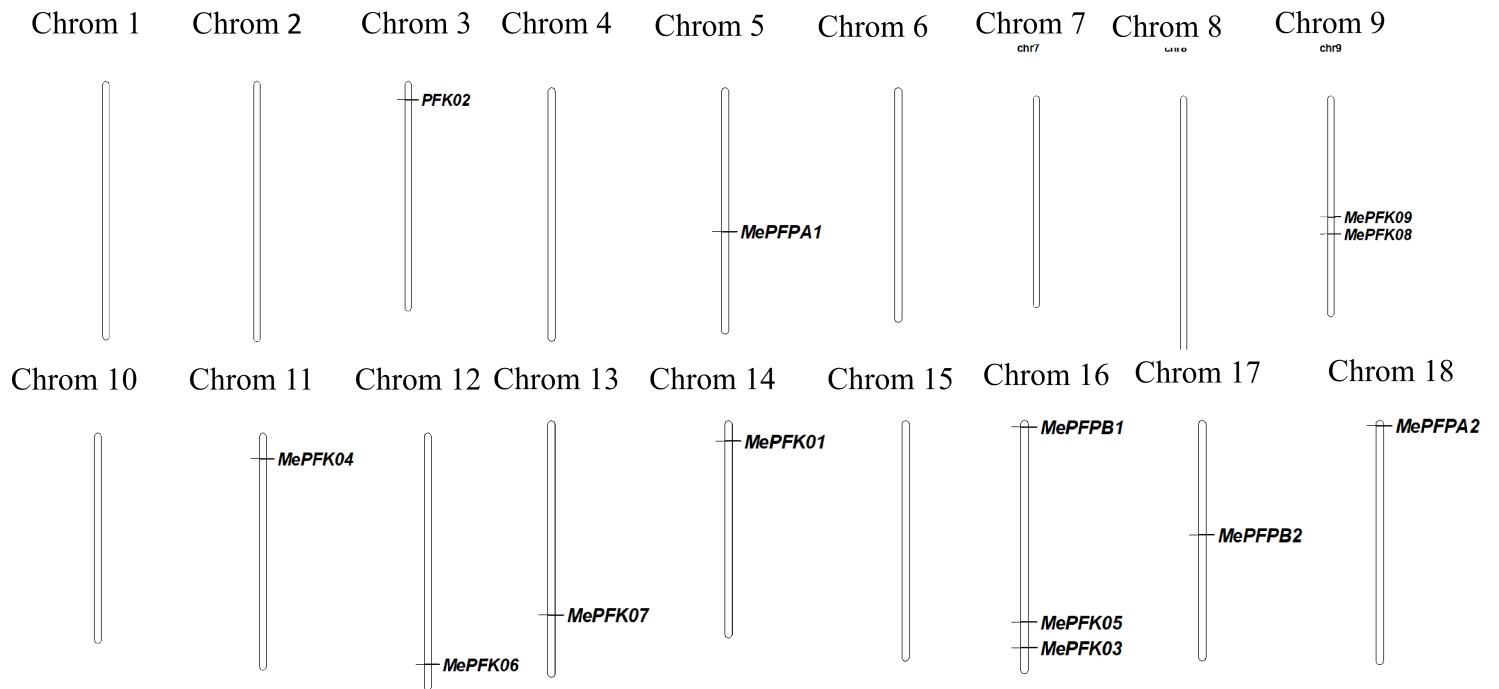 Chrom 1 Chrom 2 Chrom 3 Chrom 4 Chrom 5 Chrom 6 Chrom 7 Chrom 8 Chrom 9
chr7 chr9
PFK02
MePFPA1
MePFK09
MePFK08
Chrom 10 Chrom 11 Chrom 12 Chrom 13 Chrom 14 Chrom 15 Chrom 16 Chrom 17 Chrom 18
MePFPB1
MePFPA2
MePFK01
MePFK04
MePFPB2
MePFK07
MePFK05
MePFK03
MePFK06